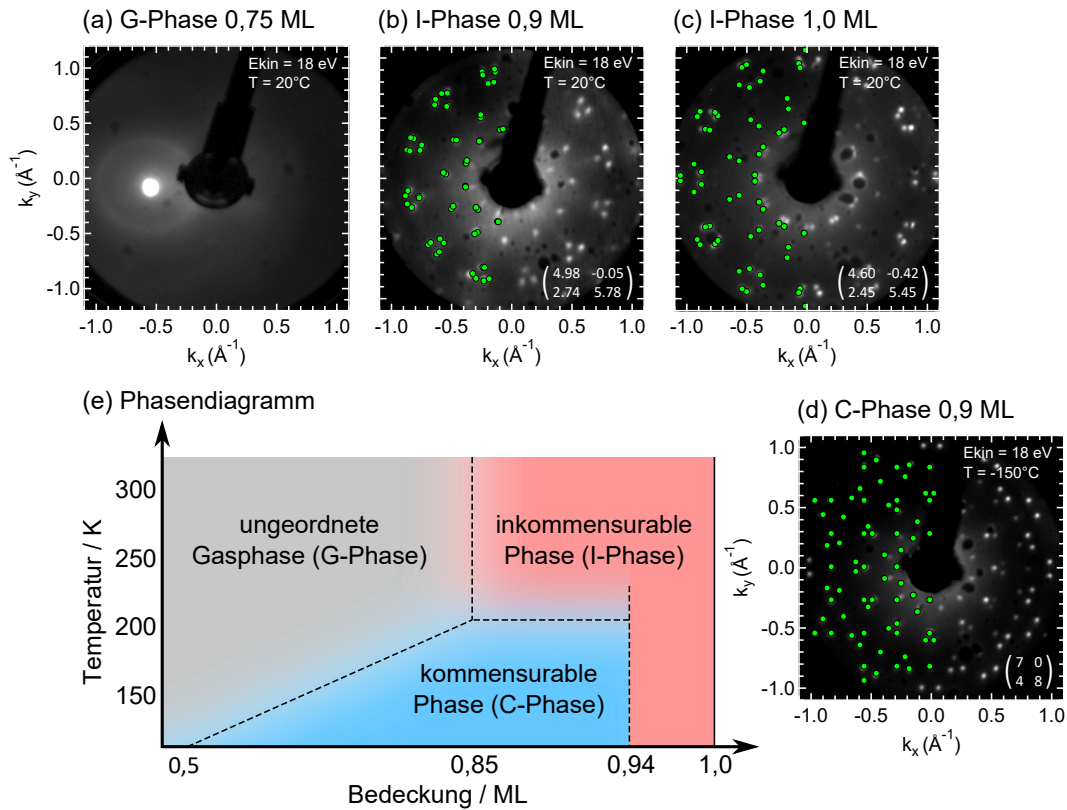 (a) G-Phase 0,75 ML
(b) I-Phase 0,9 ML
(c) I-Phase 1,0 ML
Ekin = 18 eV
T = 20°C
Ekin = 18 eV
T = 20°C
Ekin = 18 eV
T = 20°C
1.0
0.5
0.0
-0.5
-1.0
k_y (Å⁻¹)
4.98 -0.05
2.74 5.78
4.60 -0.42
2.45 5.45
-1.0 -0.5 0.0 0.5 1.0
-1.0 -0.5 0.0 0.5 1.0
-1.0 -0.5 0.0 0.5 1.0
k_x (Å⁻¹)
k_x (Å⁻¹)
k_x (Å⁻¹)
(e) Phasendiagramm
Temperatur / K
300
250
200
150
ungeordnete
Gasphase (G-Phase)
inkommensurable
Phase (I-Phase)
kommensurable
Phase (C-Phase)
0,5 0,85 0,94 1,0
Bedeckung / ML
(d) C-Phase 0,9 ML
Ekin = 18 eV
T = -150°C
1.0
0.5
0.0
-0.5
-1.0
k_y (Å⁻¹)
7 0
4 8
-1.0 -0.5 0.0 0.5 1.0
k_x (Å⁻¹)